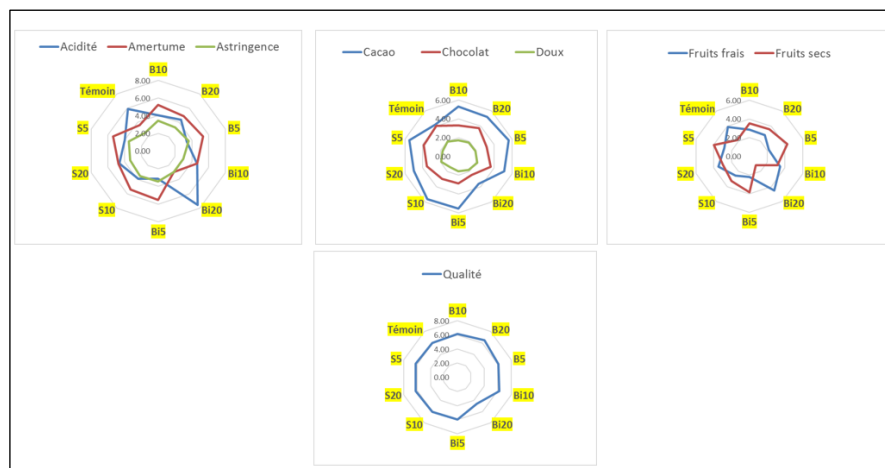 Acidité Amertume Astringence
B10
B20
B5
Bi10
Bi20
Bi5
S10
S20
S5
Témoin
8.00
6.00
4.00
2.00
0.00
Cacao Chocolat Doux
B10
B20
B5
Bi10
Bi20
Bi5
S10
S20
S5
Témoin
6.00
4.00
2.00
0.00
Fruits frais Fruits secs
B10
B20
B5
Bi10
Bi20
Bi5
S10
S20
S5
Témoin
6.00
4.00
2.00
0.00
Qualité
B10
B20
B5
Bi10
Bi20
Bi5
S10
S20
S5
Témoin
8.00
6.00
4.00
2.00
0.00